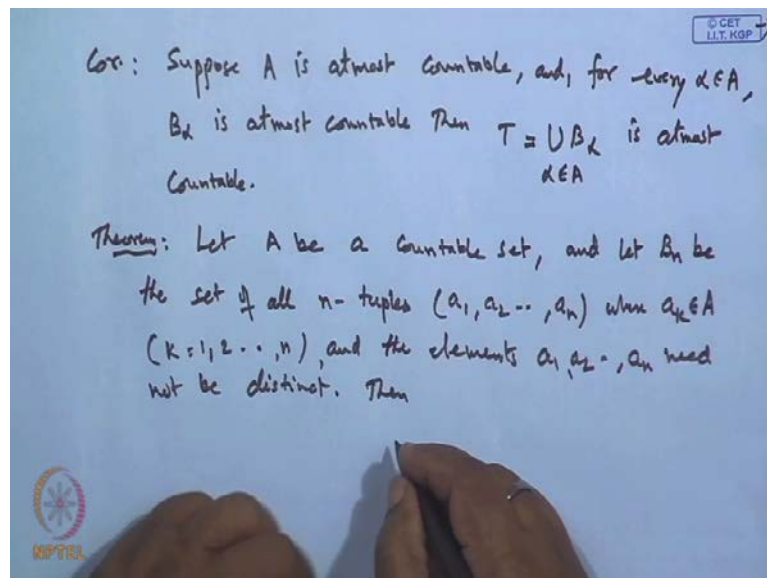 © CET
I.I.T. KGP
Cor: Suppose A is atmost countable, and, for every α∈A,
Bα is atmost countable Then T = ∪ Bα is atmost
α∈A
Countable.
Theorem: Let A be a Countable set, and let Bn be
the set of all n-tuples (a1, a2 .., an) where ak∈A
(K=1,2..,n), and the elements a1, a2 .., an need
not be distinct. Then
NPTEL